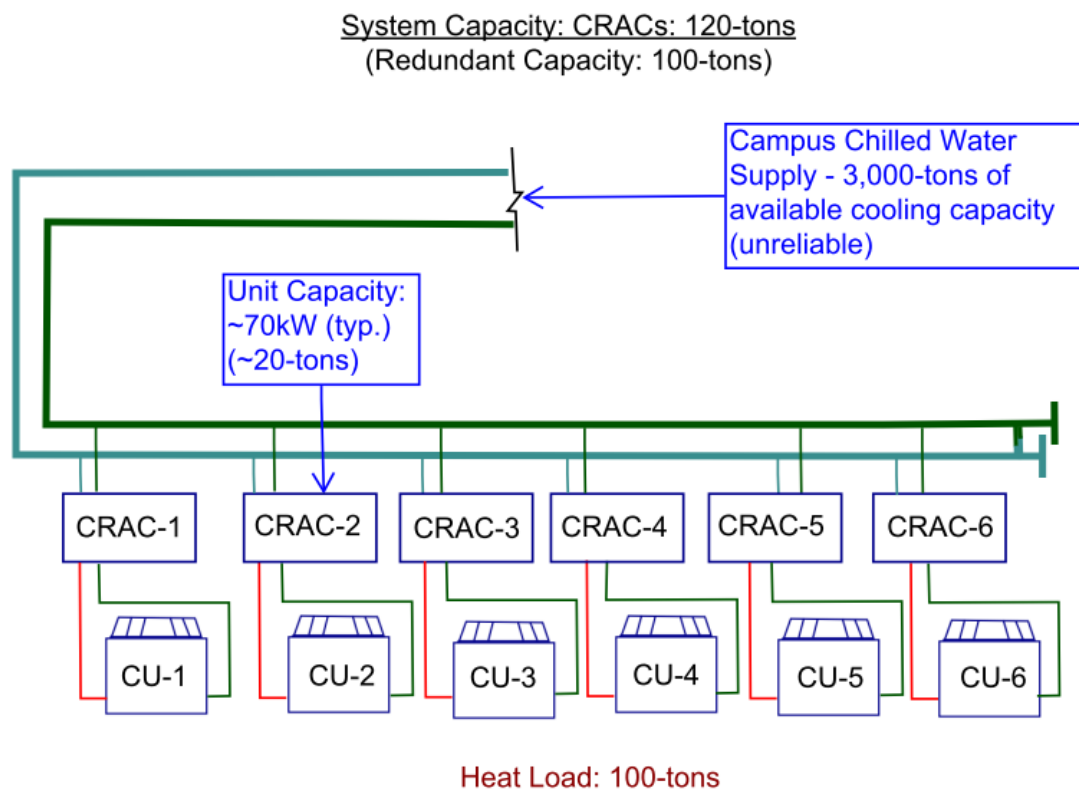 System Capacity: CRACs: 120-tons
(Redundant Capacity: 100-tons)
Campus Chilled Water
Supply - 3,000-tons of
available cooling capacity
(unreliable)
Unit Capacity:
~70kW (typ.)
(~20-tons)
CRAC-1
CRAC-2
CRAC-3
CRAC-4
CRAC-5
CRAC-6
CU-1
CU-2
CU-3
CU-4
CU-5
CU-6
Heat Load: 100-tons